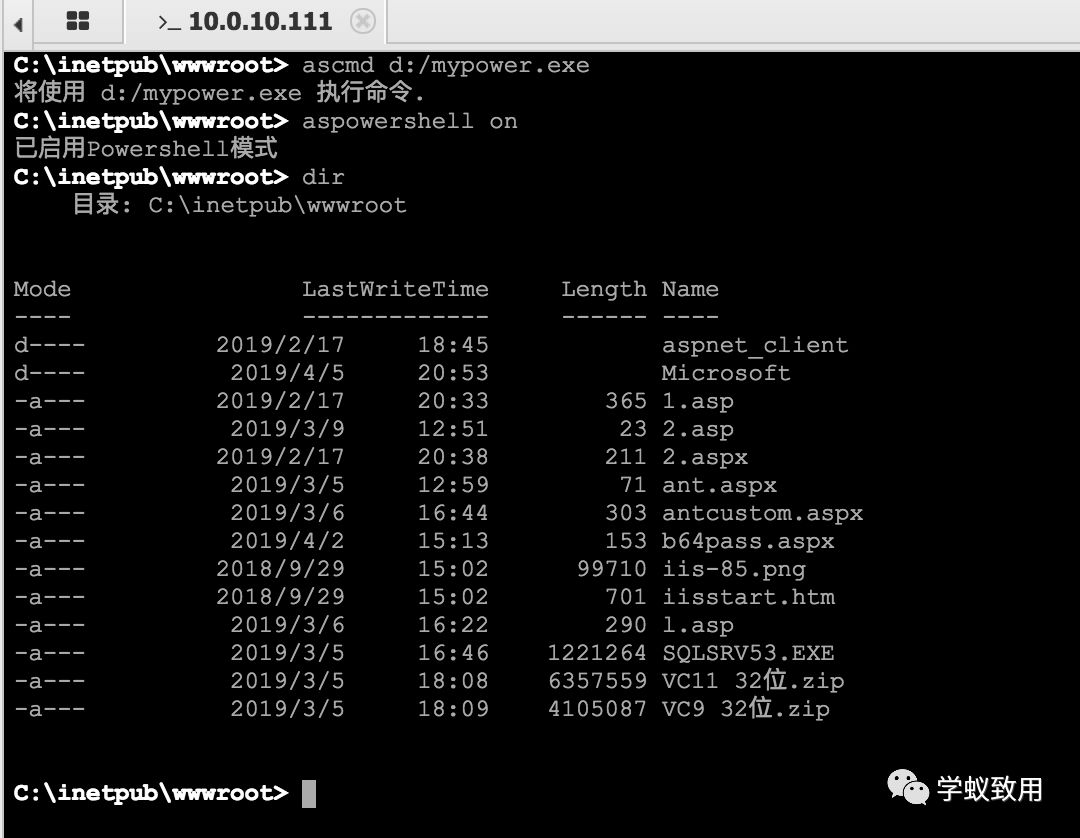 >_ 10.0.10.111
C:\inetpub\wwwroot> ascmd d:/mypower.exe
将使用 d:/mypower.exe 执行命令.
C:\inetpub\wwwroot> aspowershell on
已启用Powershell模式
C:\inetpub\wwwroot> dir
目录: C:\inetpub\wwwroot
Mode LastWriteTime Length Name
---- ------------- ------ ----
d---- 2019/2/17 18:45 aspnet_client
d---- 2019/4/5 20:53 Microsoft
-a--- 2019/2/17 20:33 365 1.asp
-a--- 2019/3/9 12:51 23 2.asp
-a--- 2019/2/17 20:38 211 2.aspx
-a--- 2019/3/5 12:59 71 ant.aspx
-a--- 2019/3/6 16:44 303 antcustom.aspx
-a--- 2019/4/2 15:13 153 b64pass.aspx
-a--- 2018/9/29 15:02 99710 iis-85.png
-a--- 2018/9/29 15:02 701 iisstart.htm
-a--- 2019/3/6 16:22 290 l.asp
-a--- 2019/3/5 16:46 1221264 SQLSRV53.EXE
-a--- 2019/3/5 18:08 6357559 VC11 32位.zip
-a--- 2019/3/5 18:09 4105087 VC9 32位.zip
C:\inetpub\wwwroot>
学蚁致用